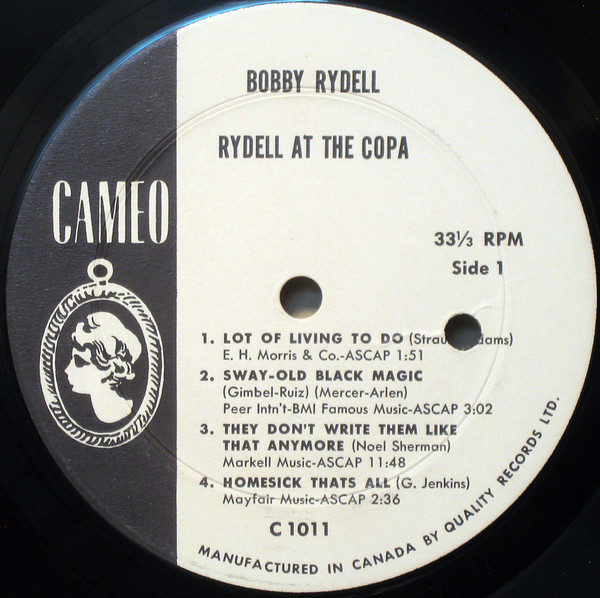 BOBBY RYDELL
RYDELL AT THE COPA
CAMEO
33⅓ RPM
Side 1
1. LOT OF LIVING TO DO
E. H. Morris & Co.-ASCAP 1:51
2. SWAY-OLD BLACK MAGIC
(Gimbel-Ruiz) (Mercer-Arlen)
Peer Intn't-BMI Famous Music-ASCAP 3:02
3. THEY DON'T WRITE THEM LIKE
THAT ANYMORE (Noel Sherman)
Markell Music-ASCAP 11:48
4. HOMESICK THATS ALL (G. Jenkins)
Mayfair Music-ASCAP 2:36
C 1011
MANUFACTURED IN CANADA BY QUALITY RECORDS LTD.